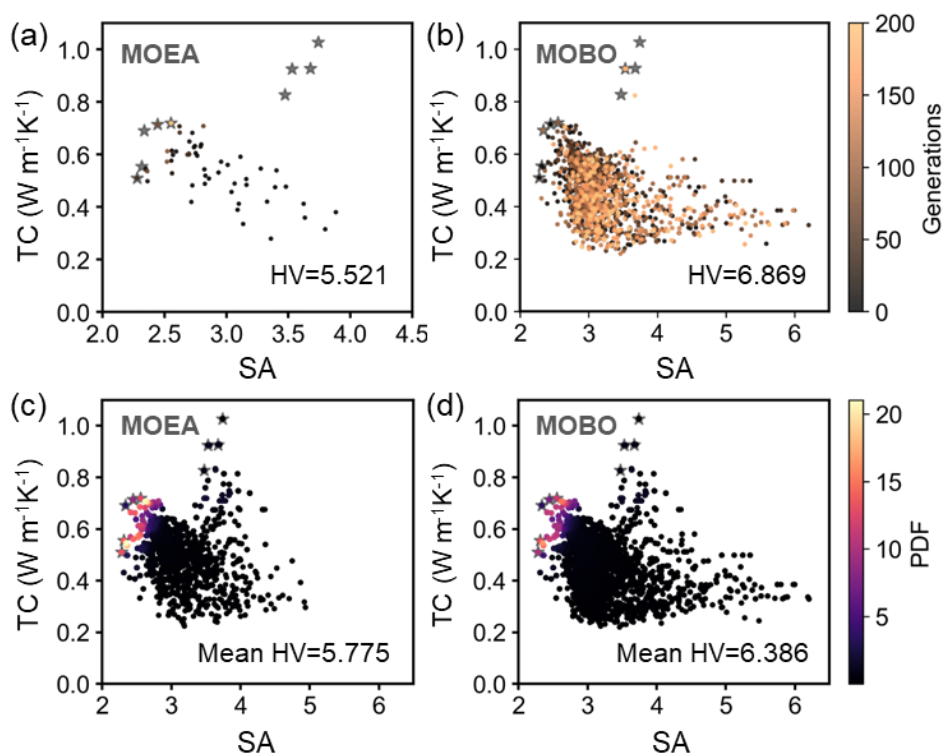 (a)
MOEA
HV=5.521
TC (W m⁻¹K⁻¹)
1.0
0.8
0.6
0.4
0.2
0.0
2.0 2.5 3.0 3.5 4.0 4.5
SA
(b)
MOBO
HV=6.869
TC (W m⁻¹K⁻¹)
1.0
0.8
0.6
0.4
0.2
0.0
2 3 4 5 6
SA
200
150
100
50
0
Generations
(c)
MOEA
Mean HV=5.775
TC (W m⁻¹K⁻¹)
1.0
0.8
0.6
0.4
0.2
0.0
2 3 4 5 6
SA
(d)
MOBO
Mean HV=6.386
TC (W m⁻¹K⁻¹)
1.0
0.8
0.6
0.4
0.2
0.0
2 3 4 5 6
SA
20
15
10
5
PDF